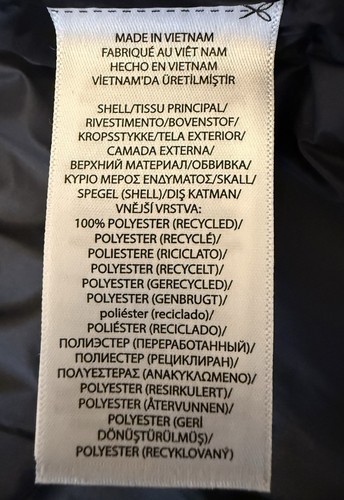 MADE IN VIETNAM
FABRIQUÉ AU VIÊT NAM
HECHO EN VIETNAM
VİETNAM'DA ÜRETİLMİŞTİR
SHELL/TISSU PRINCIPAL/
RIVESTIMENTO/BOVENSTOF/
KROPSSTYKKE/TELA EXTERIOR/
CAMADA EXTERNA/
ВЕРХНИЙ МАТЕРИАЛ/ОБВИВКА/
ΚΥΡΙΟ ΜΕΡΟΣ ΕΝΔΥΜΑΤΟΣ/SKALL/
SPEGEL (SHELL)/DIŞ KATMAN/
VNĚJŠÍ VRSTVA:
100% POLYESTER (RECYCLED)/
POLYESTER (RECYCLÉ)/
POLIESTERE (RICICLATO)/
POLYESTER (RECYCELT)/
POLYESTER (GERECYCLED)/
POLYESTER (GENBRUGT)/
poliéster (reciclado)/
POLIÉSTER (RECICLADO)/
ПОЛИЭСТЕР (ПЕРЕРАБОТАННЫЙ)/
ПОЛИЕСТЕР (РЕЦИКЛИРАН)/
ΠΟΛΥΕΣΤΕΡΑΣ (ΑΝΑΚΥΚΛΩΜΕΝΟ)/
POLYESTER (RESIRKULERT)/
POLYESTER (ÅTERVUNNEN)/
POLYESTER (GERİ
DÖNÜŞTÜRÜLMÜŞ)/
POLYESTER (RECYKLOVANÝ)